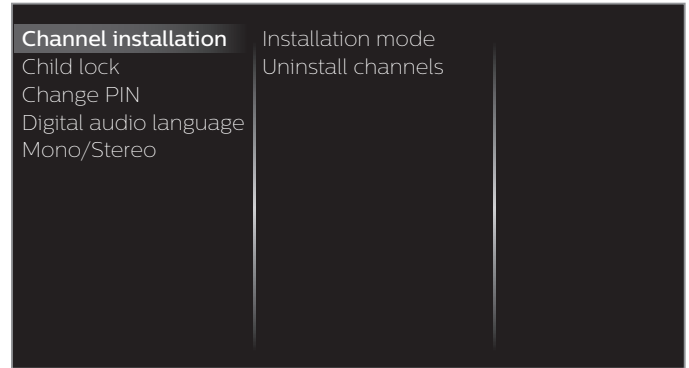 Channel installation
Child lock
Change PIN
Digital audio language
Mono/Stereo
Installation mode
Uninstall channels